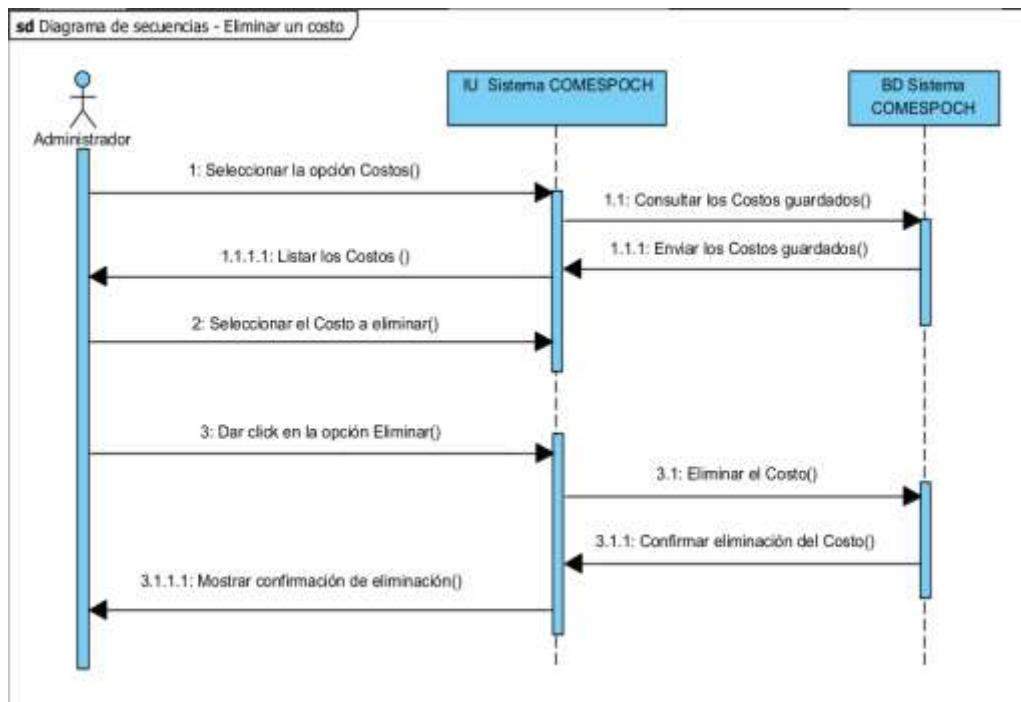 sd Diagrama de secuencias - Eliminar un costo
Administrador
IU Sistema COMESPOCH
BD Sistema
COMESPOCH
1: Seleccionar la opción Costos()
1.1: Consultar los Costos guardados()
1.1.1: Enviar los Costos guardados()
1.1.1.1: Listar los Costos ()
2: Seleccionar el Costo a eliminar()
3: Dar click en la opción Eliminar()
3.1: Eliminar el Costo()
3.1.1: Confirmar eliminación del Costo()
3.1.1.1: Mostrar confirmación de eliminación()